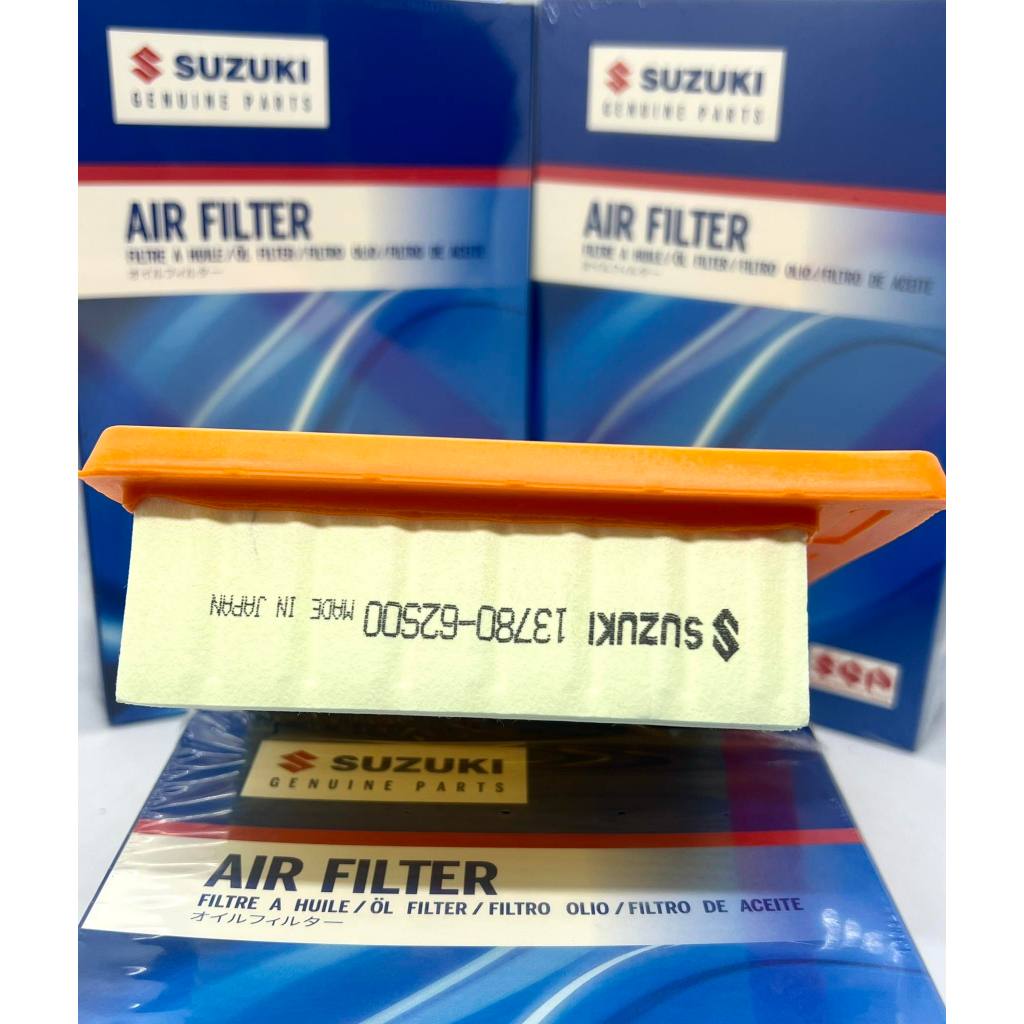 SUZUKI
GENUINE PARTS
AIR FILTER
FILTRE A HUILE / ÖL FILTER / FILTRO OLIO / FILTRO DE ACEITE
オイルフィルター
SUZUKI
GENUINE PARTS
AIR FILTER
FILTRE A HUILE / ÖL FILTER / FILTRO OLIO / FILTRO DE ACEITE
オイルフィルター
SUZUKI 13780-62S00 MADE IN JAPAN
SGP
SUZUKI
GENUINE PARTS
AIR FILTER
FILTRE A HUILE / ÖL FILTER / FILTRO OLIO / FILTRO DE ACEITE
オイルフィルター